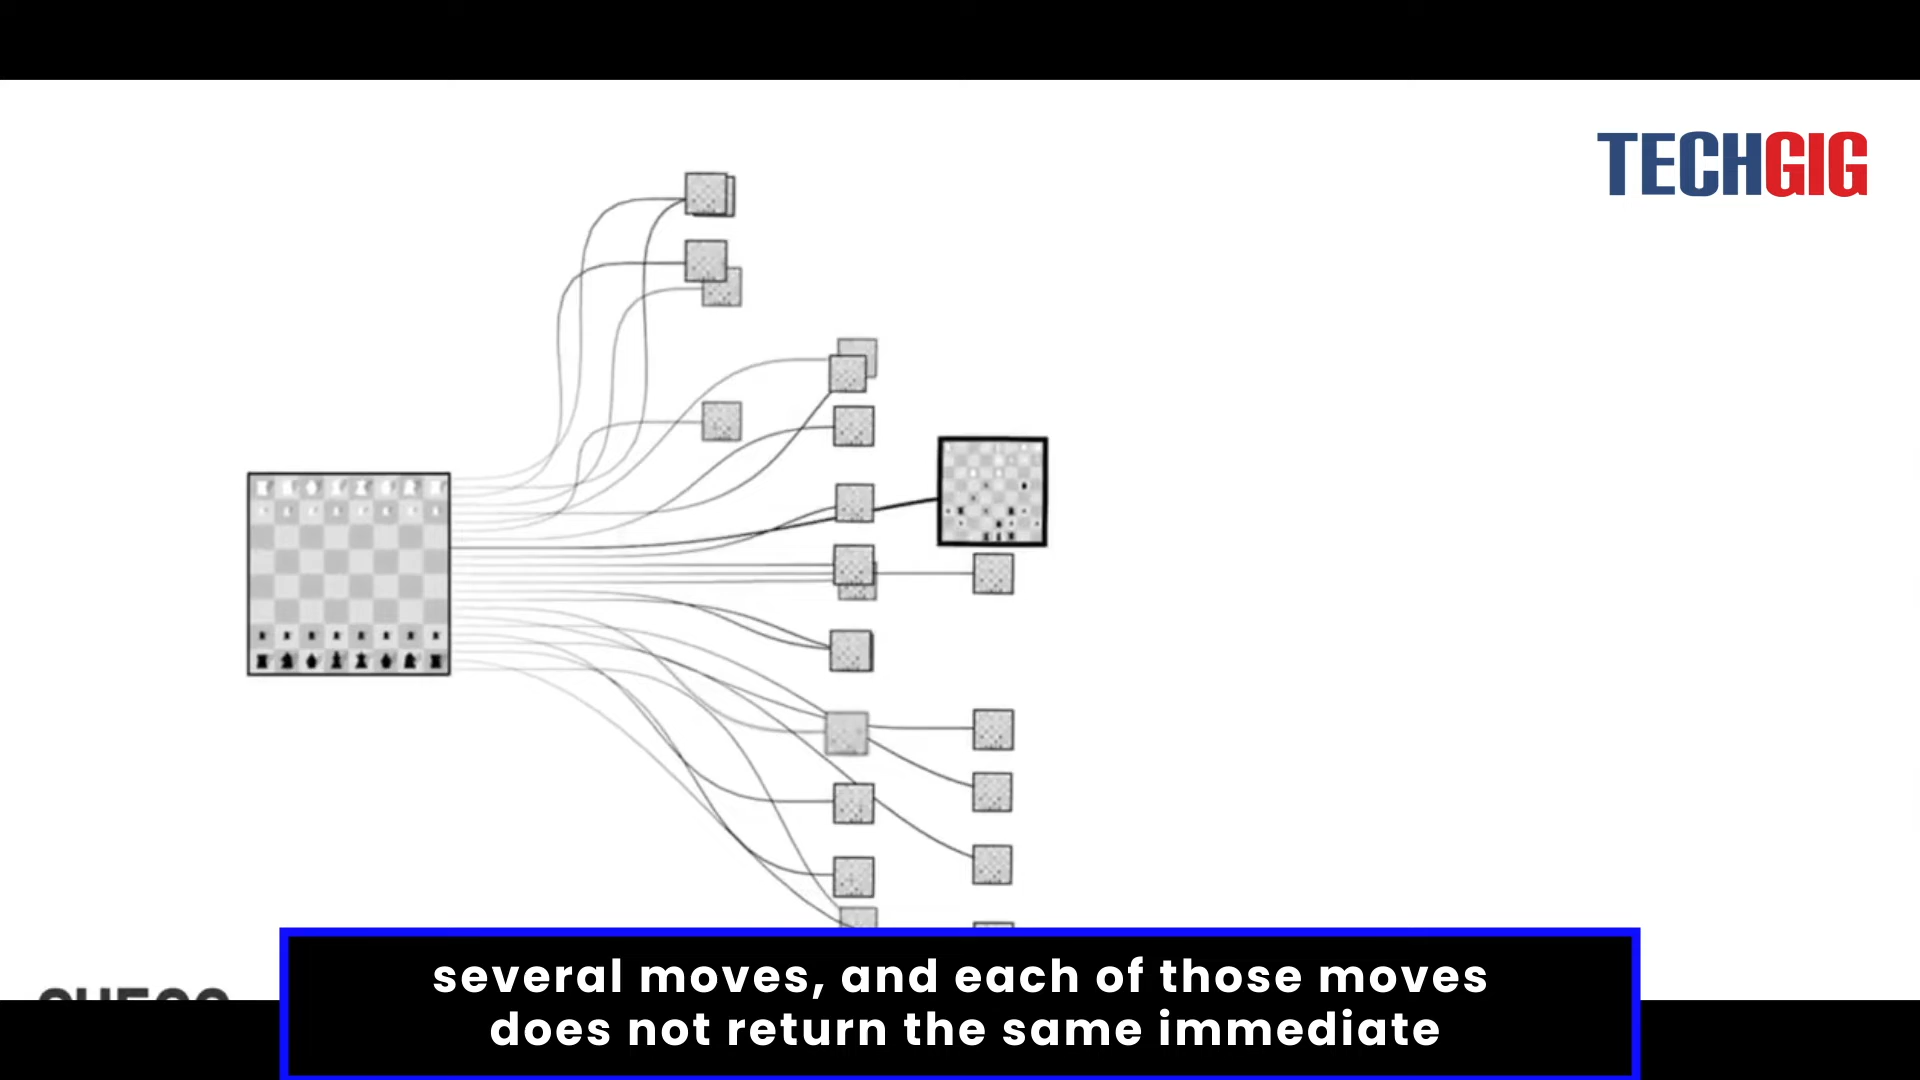 TECHGIG
several moves, and each of those moves
does not return the same immediate